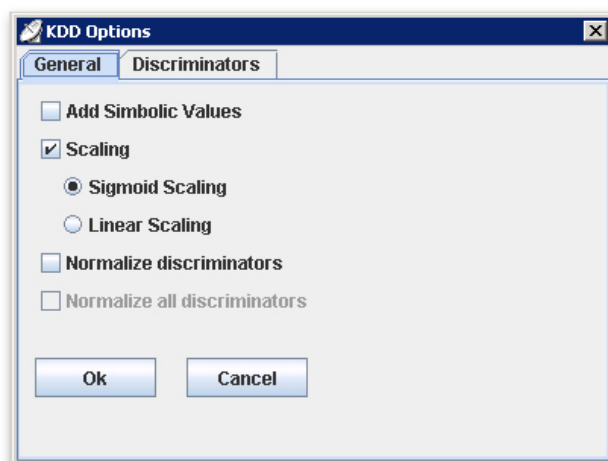 KDD Options
General Discriminators
Add Simbolic Values
Scaling
Sigmoid Scaling
Linear Scaling
Normalize discriminators
Normalize all discriminators
Ok Cancel